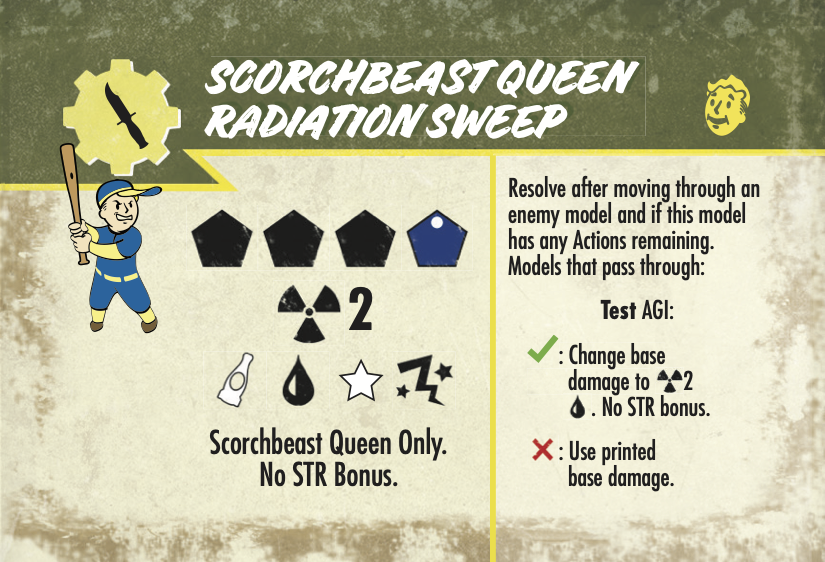 SCORCHBEAST QUEEN
RADIATION SWEEP
2
Scorchbeast Queen Only.
No STR Bonus.
Resolve after moving through an
enemy model and if this model
has any Actions remaining.
Models that pass through:
Test AGI:
: Change base
damage to 2
. No STR bonus.
: Use printed
base damage.